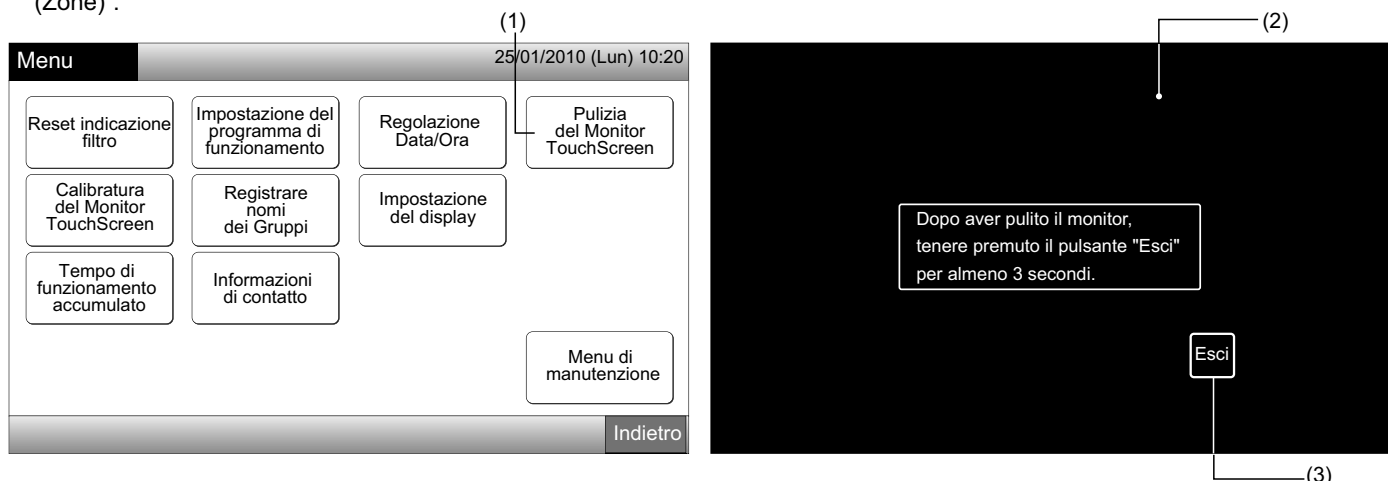 (Zone)".
(1)
(2)
Menu
25/01/2010 (Lun) 10:20
Reset indicazione
filtro
Impostazione del
programma di
funzionamento
Regolazione
Data/Ora
Pulizia
del Monitor
TouchScreen
Calibratura
del Monitor
TouchScreen
Registrare
nomi
dei Gruppi
Impostazione
del display
Tempo di
funzionamento
accumulato
Informazioni
di contatto
Menu di
manutenzione
Indietro
Dopo aver pulito il monitor,
tenere premuto il pulsante "Esci"
per almeno 3 secondi.
Esci
(3)